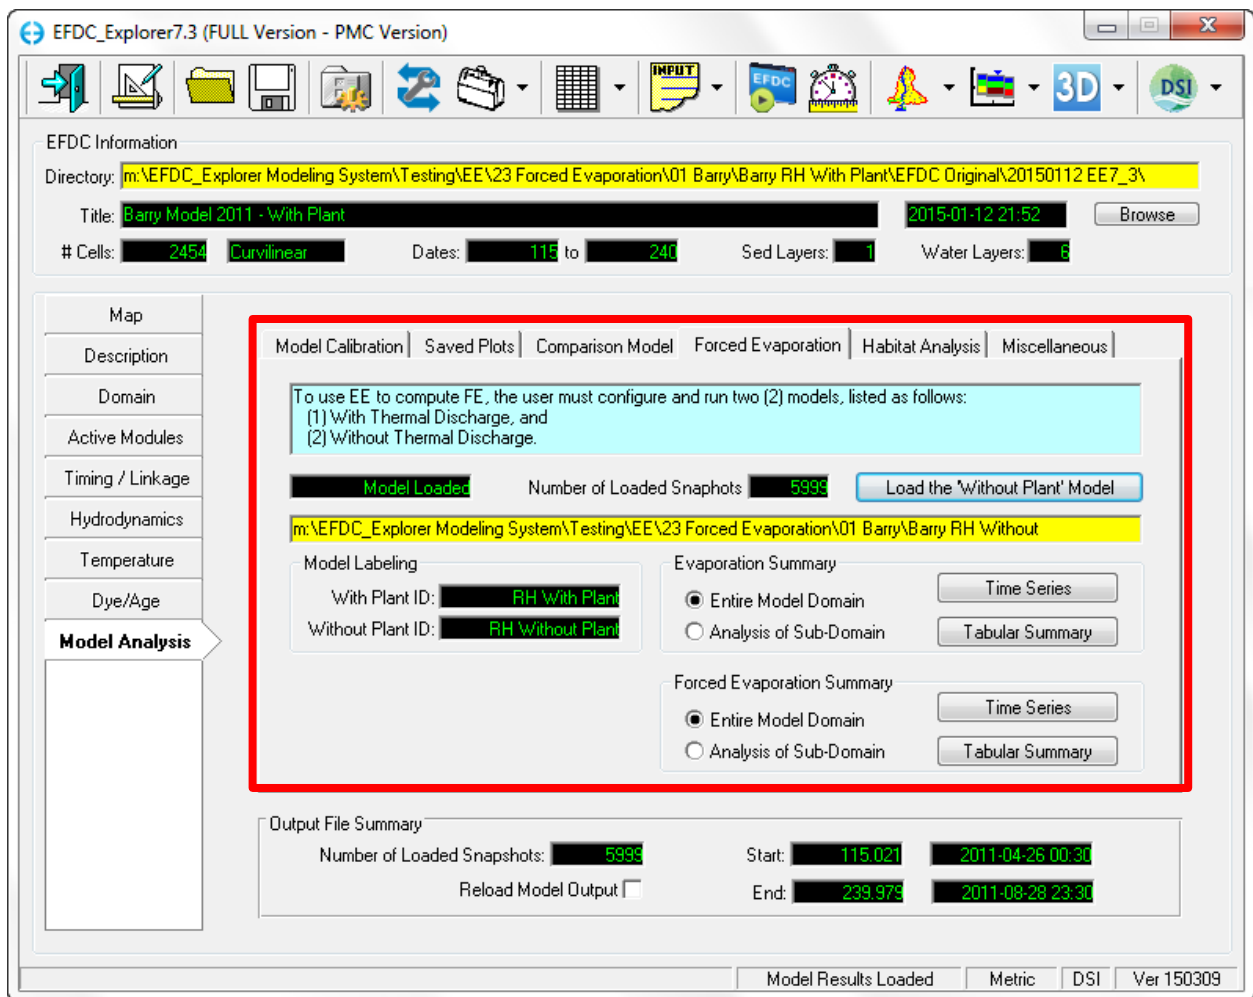 EFDC_Explorer7.3 (FULL Version - PMC Version)
INPUT
EFDC
3D
DSI
EFDC Information
Directory: m:\EFDC_Explorer Modeling System\Testing\EE\23 Forced Evaporation\01 Barry\Barry RH With Plant\EFDC Original\20150112 EE7_3\
Title: Barry Model 2011 - With Plant 2015-01-12 21:52 Browse
# Cells: 2454 Curvilinear Dates: 115 to 240 Sed Layers: 1 Water Layers: 6
Map
Description
Domain
Active Modules
Timing / Linkage
Hydrodynamics
Temperature
Dye/Age
Model Analysis
Model Calibration Saved Plots Comparison Model Forced Evaporation Habitat Analysis Miscellaneous
To use EE to compute FE, the user must configure and run two (2) models, listed as follows:
(1) With Thermal Discharge, and
(2) Without Thermal Discharge.
Model Loaded Number of Loaded Snaphots 5999 Load the 'Without Plant' Model
m:\EFDC_Explorer Modeling System\Testing\EE\23 Forced Evaporation\01 Barry\Barry RH Without
Model Labeling
With Plant ID: RH With Plant
Without Plant ID: RH Without Plant
Evaporation Summary
Entire Model Domain Time Series
Analysis of Sub-Domain Tabular Summary
Forced Evaporation Summary
Entire Model Domain Time Series
Analysis of Sub-Domain Tabular Summary
Output File Summary
Number of Loaded Snapshots: 5999 Start: 115.021 2011-04-26 00:30
Reload Model Output End: 239.979 2011-08-28 23:30
Model Results Loaded Metric DSI Ver 150309